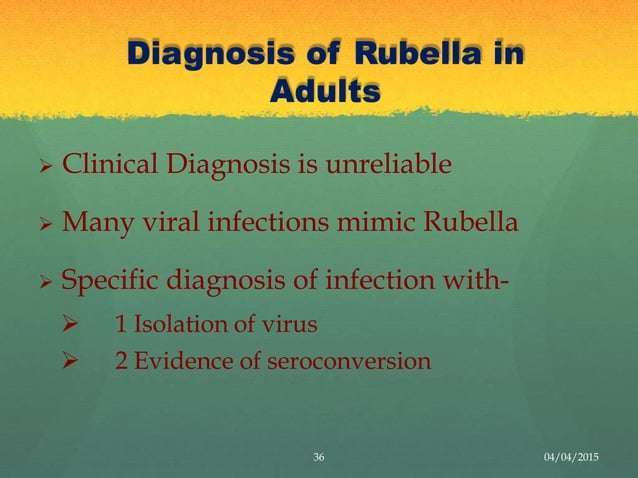 Diagnosis of Rubella in
Adults
➢ Clinical Diagnosis is unreliable
➢ Many viral infections mimic Rubella
➢ Specific diagnosis of infection with-
➢ 1 Isolation of virus
➢ 2 Evidence of seroconversion
36 04/04/2015